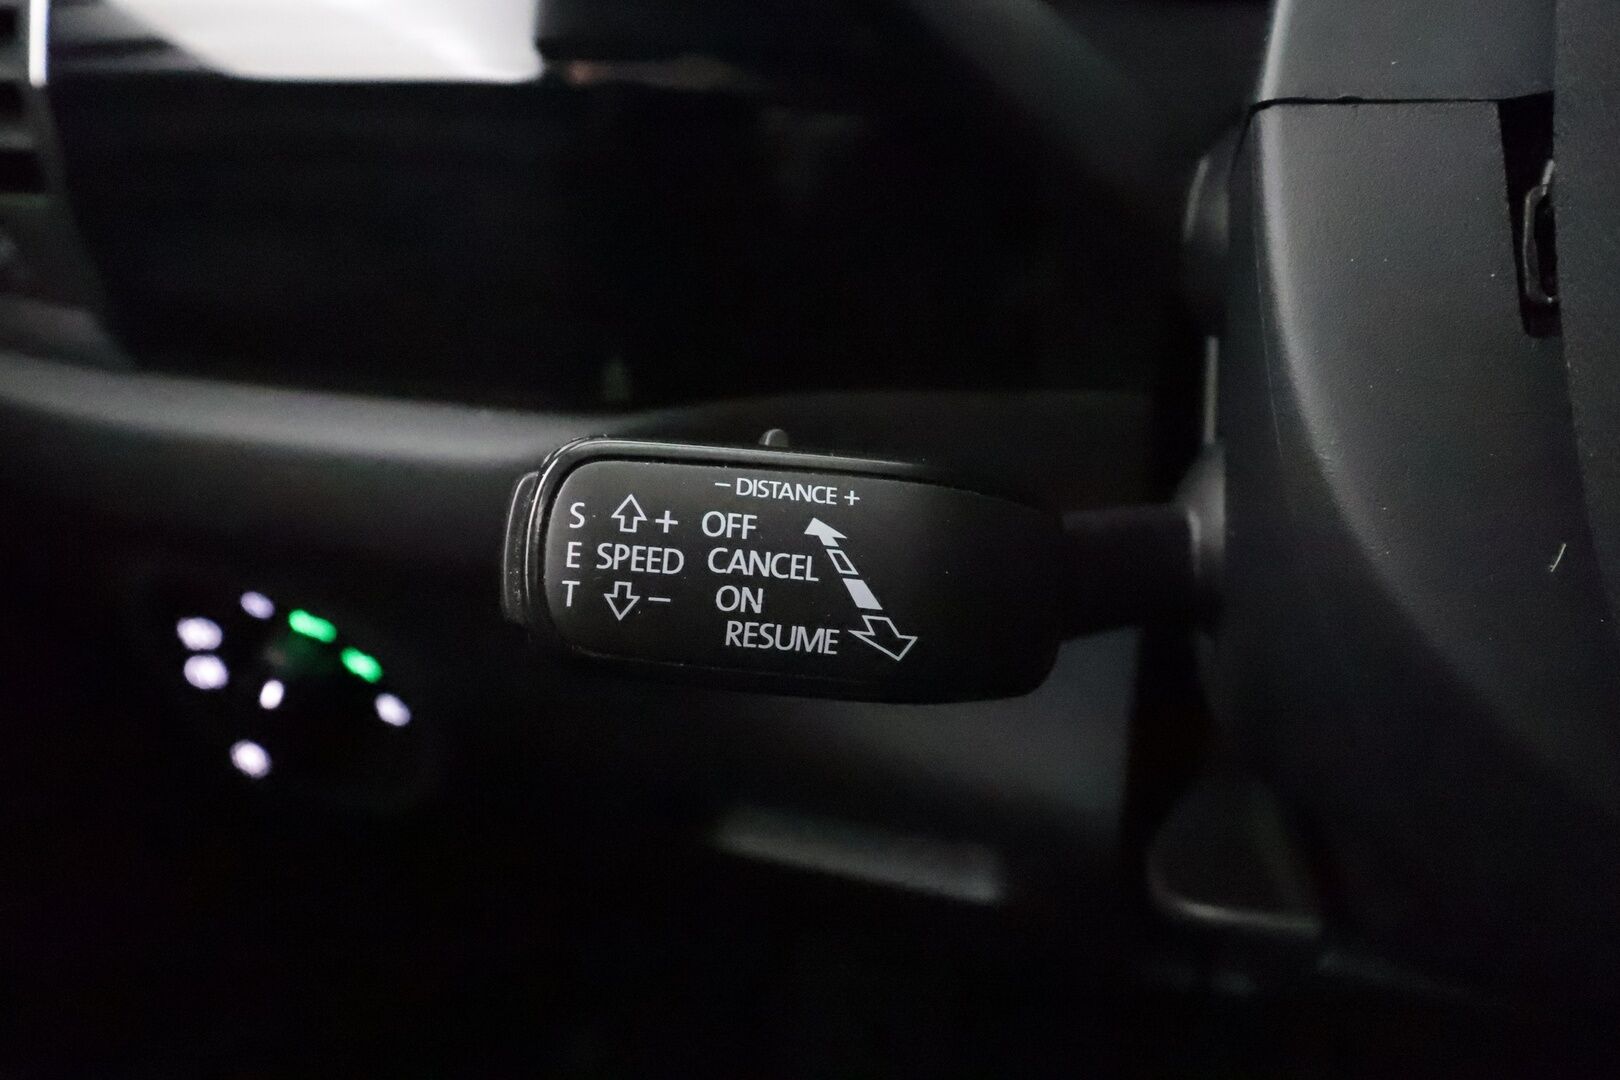 - DISTANCE +
S + OFF
E SPEED CANCEL
T - ON
RESUME